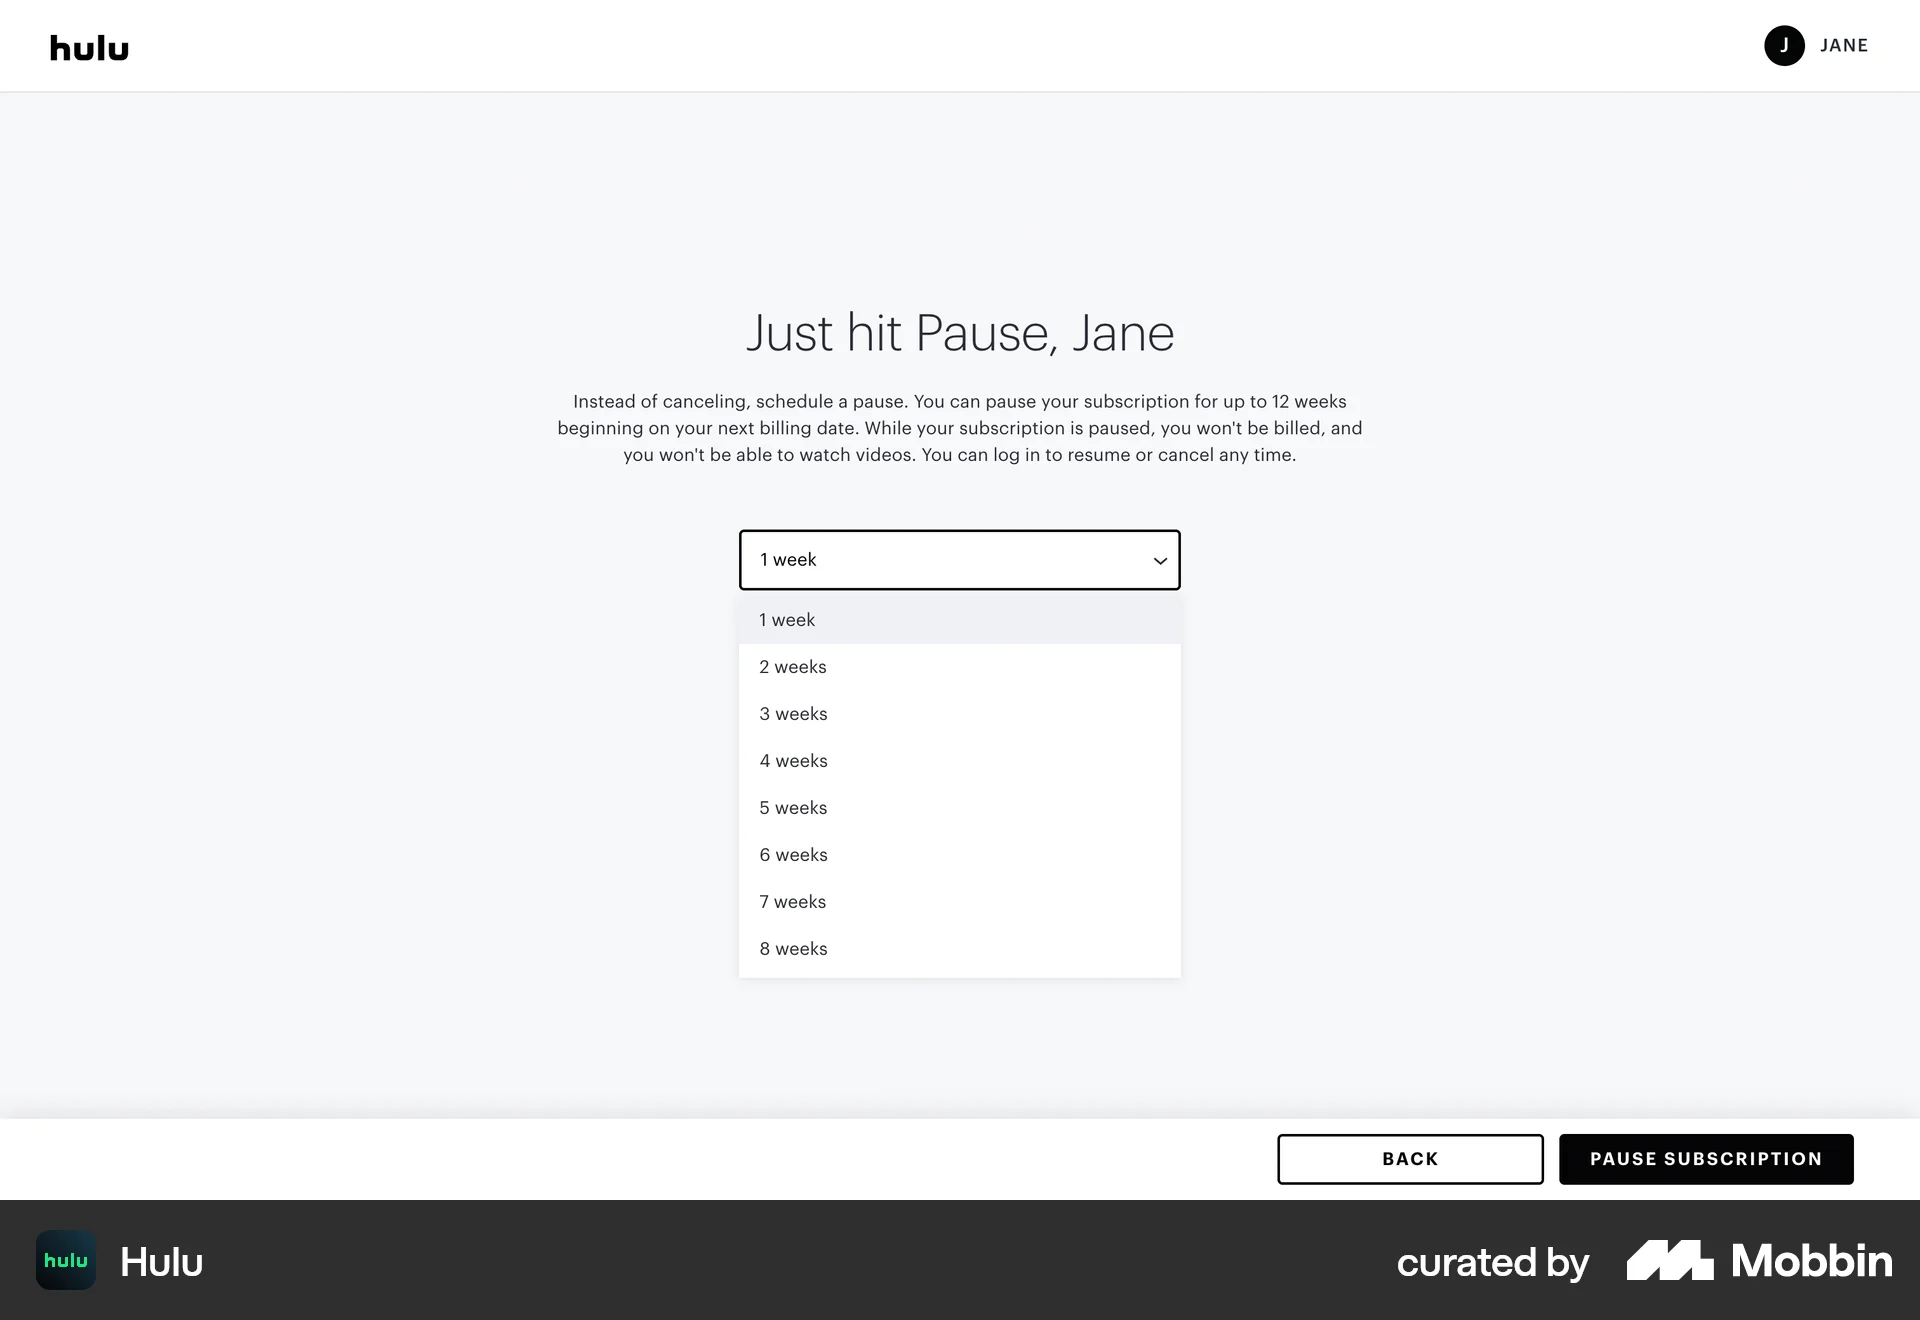 hulu
J
JANE
Just hit Pause, Jane
Instead of canceling, schedule a pause. You can pause your subscription for up to 12 weeks
beginning on your next billing date. While your subscription is paused, you won't be billed, and
you won't be able to watch videos. You can log in to resume or cancel any time.
1 week
1 week
2 weeks
3 weeks
4 weeks
5 weeks
6 weeks
7 weeks
8 weeks
BACK
PAUSE SUBSCRIPTION
hulu
Hulu
curated by
Mobbin